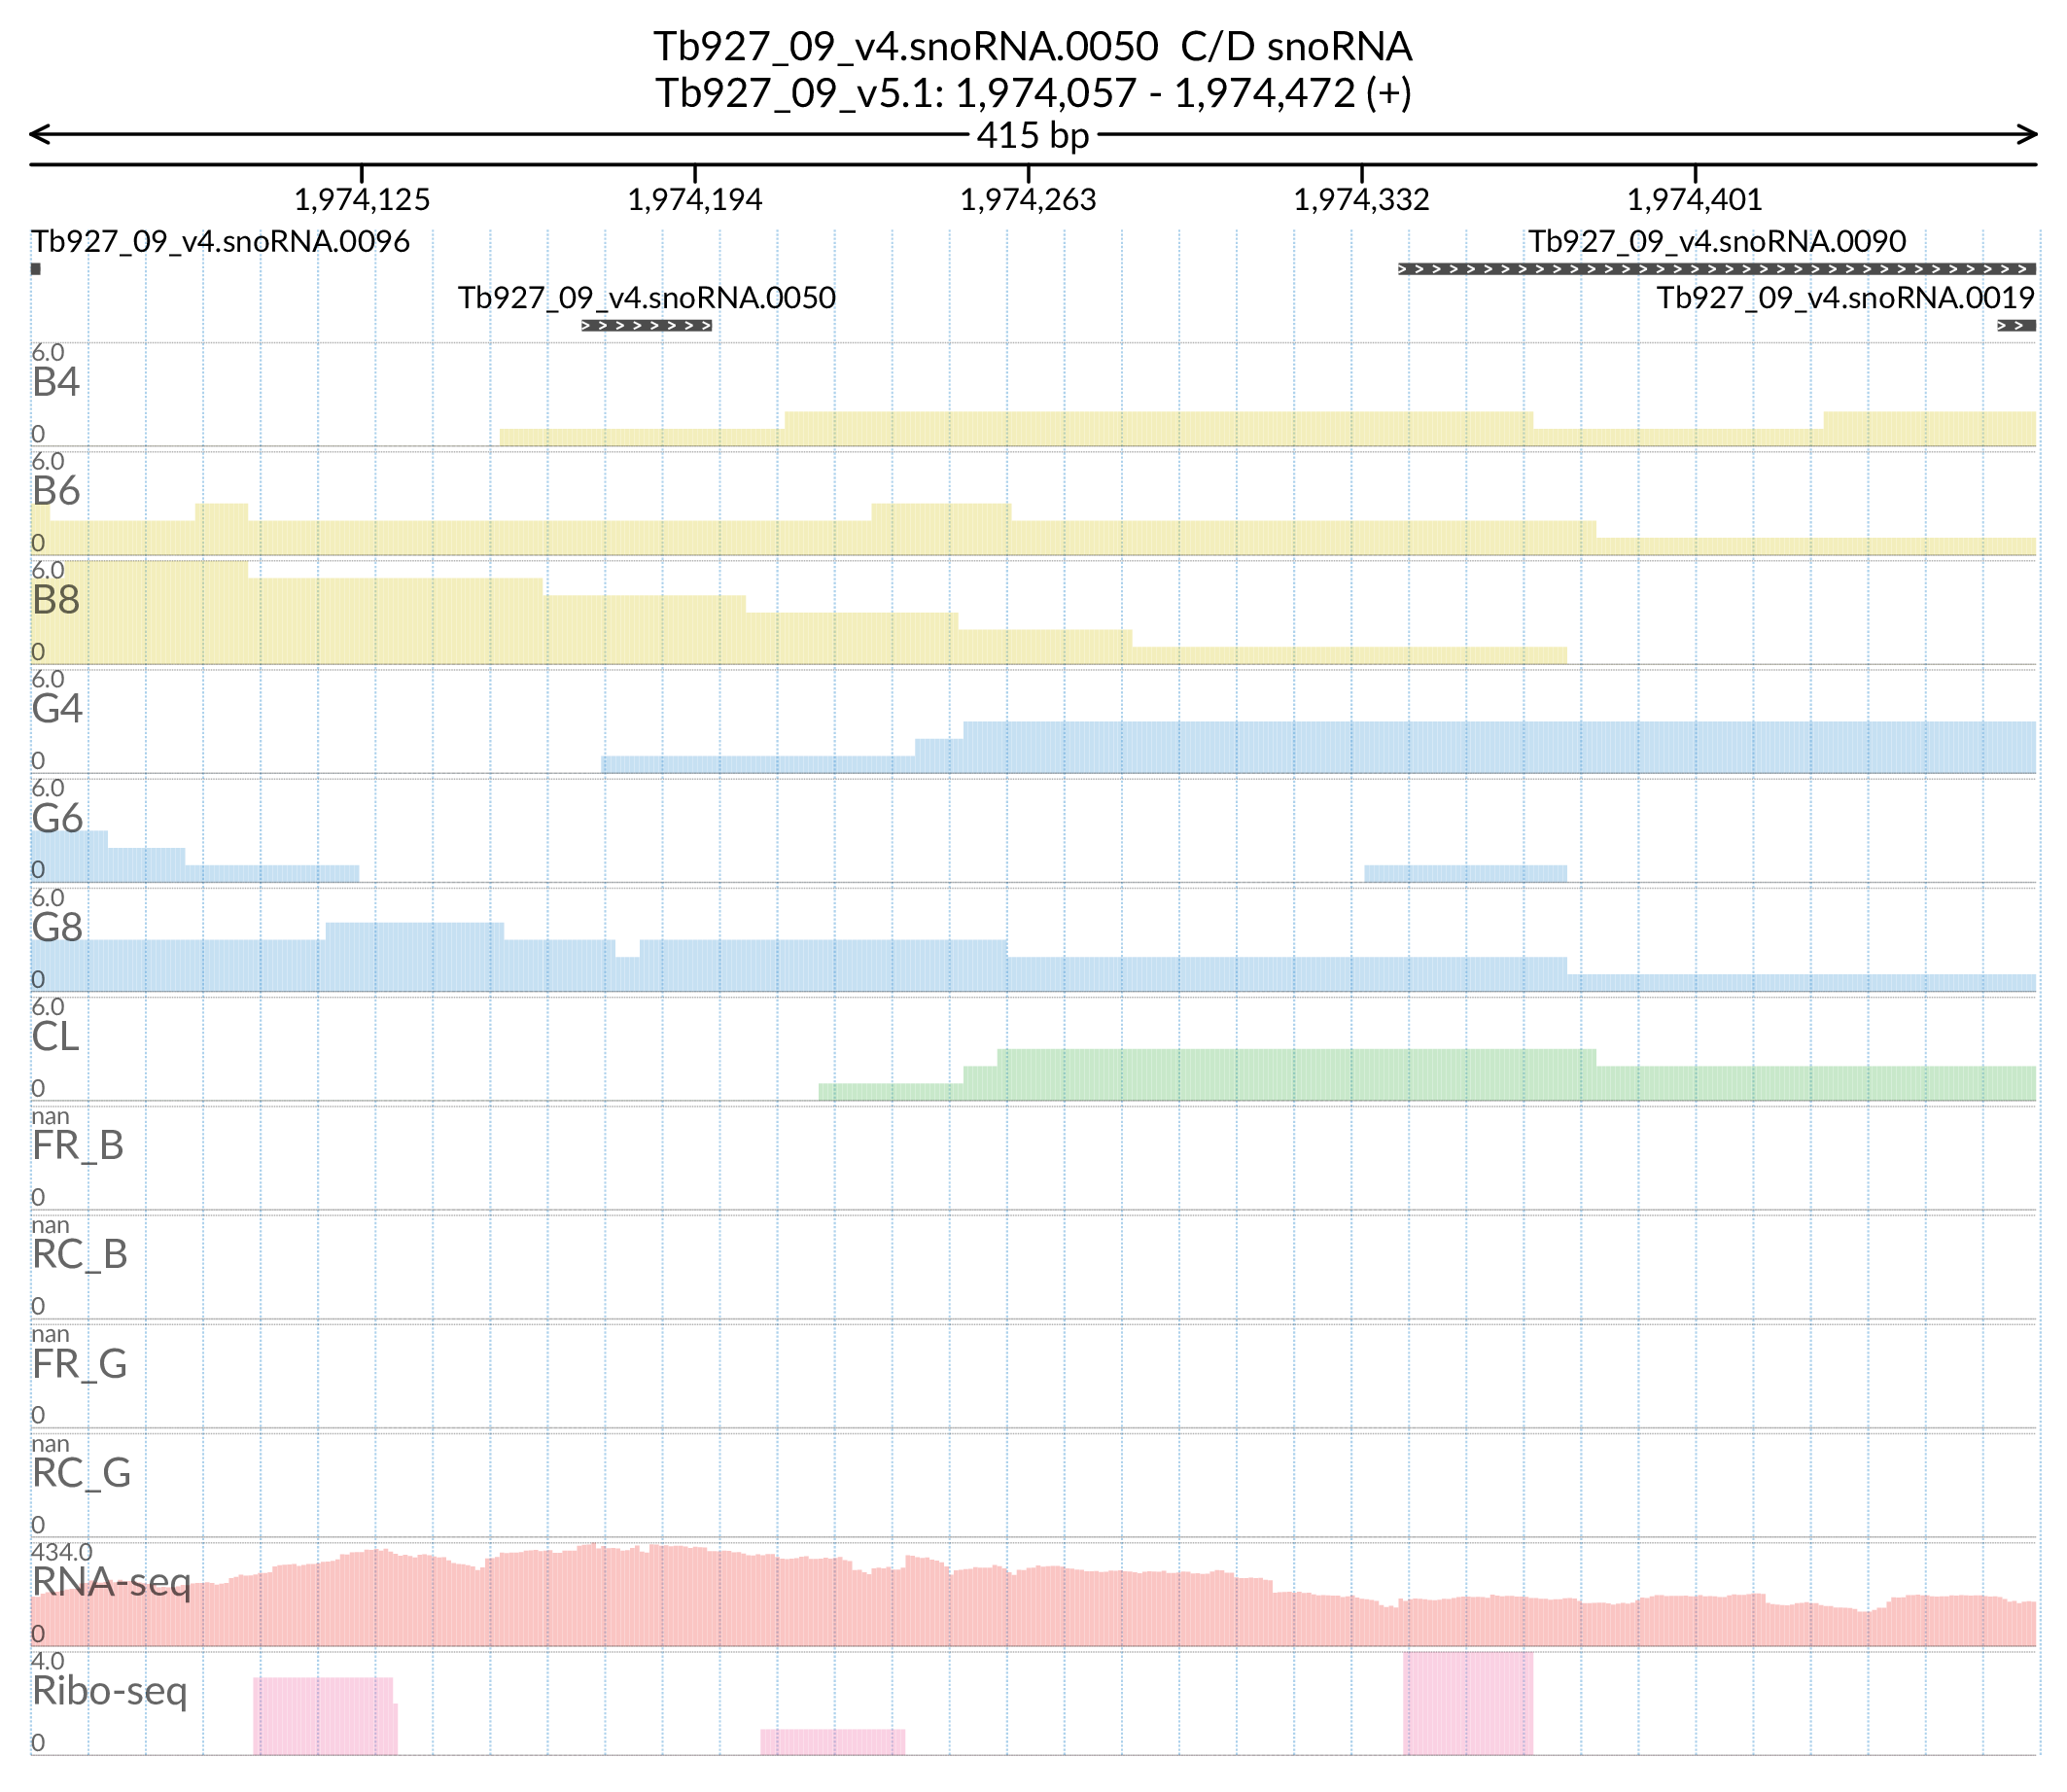 Tb927_09_v4.snoRNA.0050 C/D snoRNA
Tb927_09_v5.1: 1,974,057 - 1,974,472 (+)
415 bp
1,974,125 1,974,194 1,974,263 1,974,332 1,974,401
Tb927_09_v4.snoRNA.0096 Tb927_09_v4.snoRNA.0090
Tb927_09_v4.snoRNA.0050 Tb927_09_v4.snoRNA.0019
6.0
B4
0
6.0
B6
0
6.0
B8
0
6.0
G4
0
6.0
G6
0
6.0
G8
0
6.0
CL
0
nan
FR_B
0
nan
RC_B
0
nan
FR_G
0
nan
RC_G
0
434.0
RNA-seq
0
4.0
Ribo-seq
0